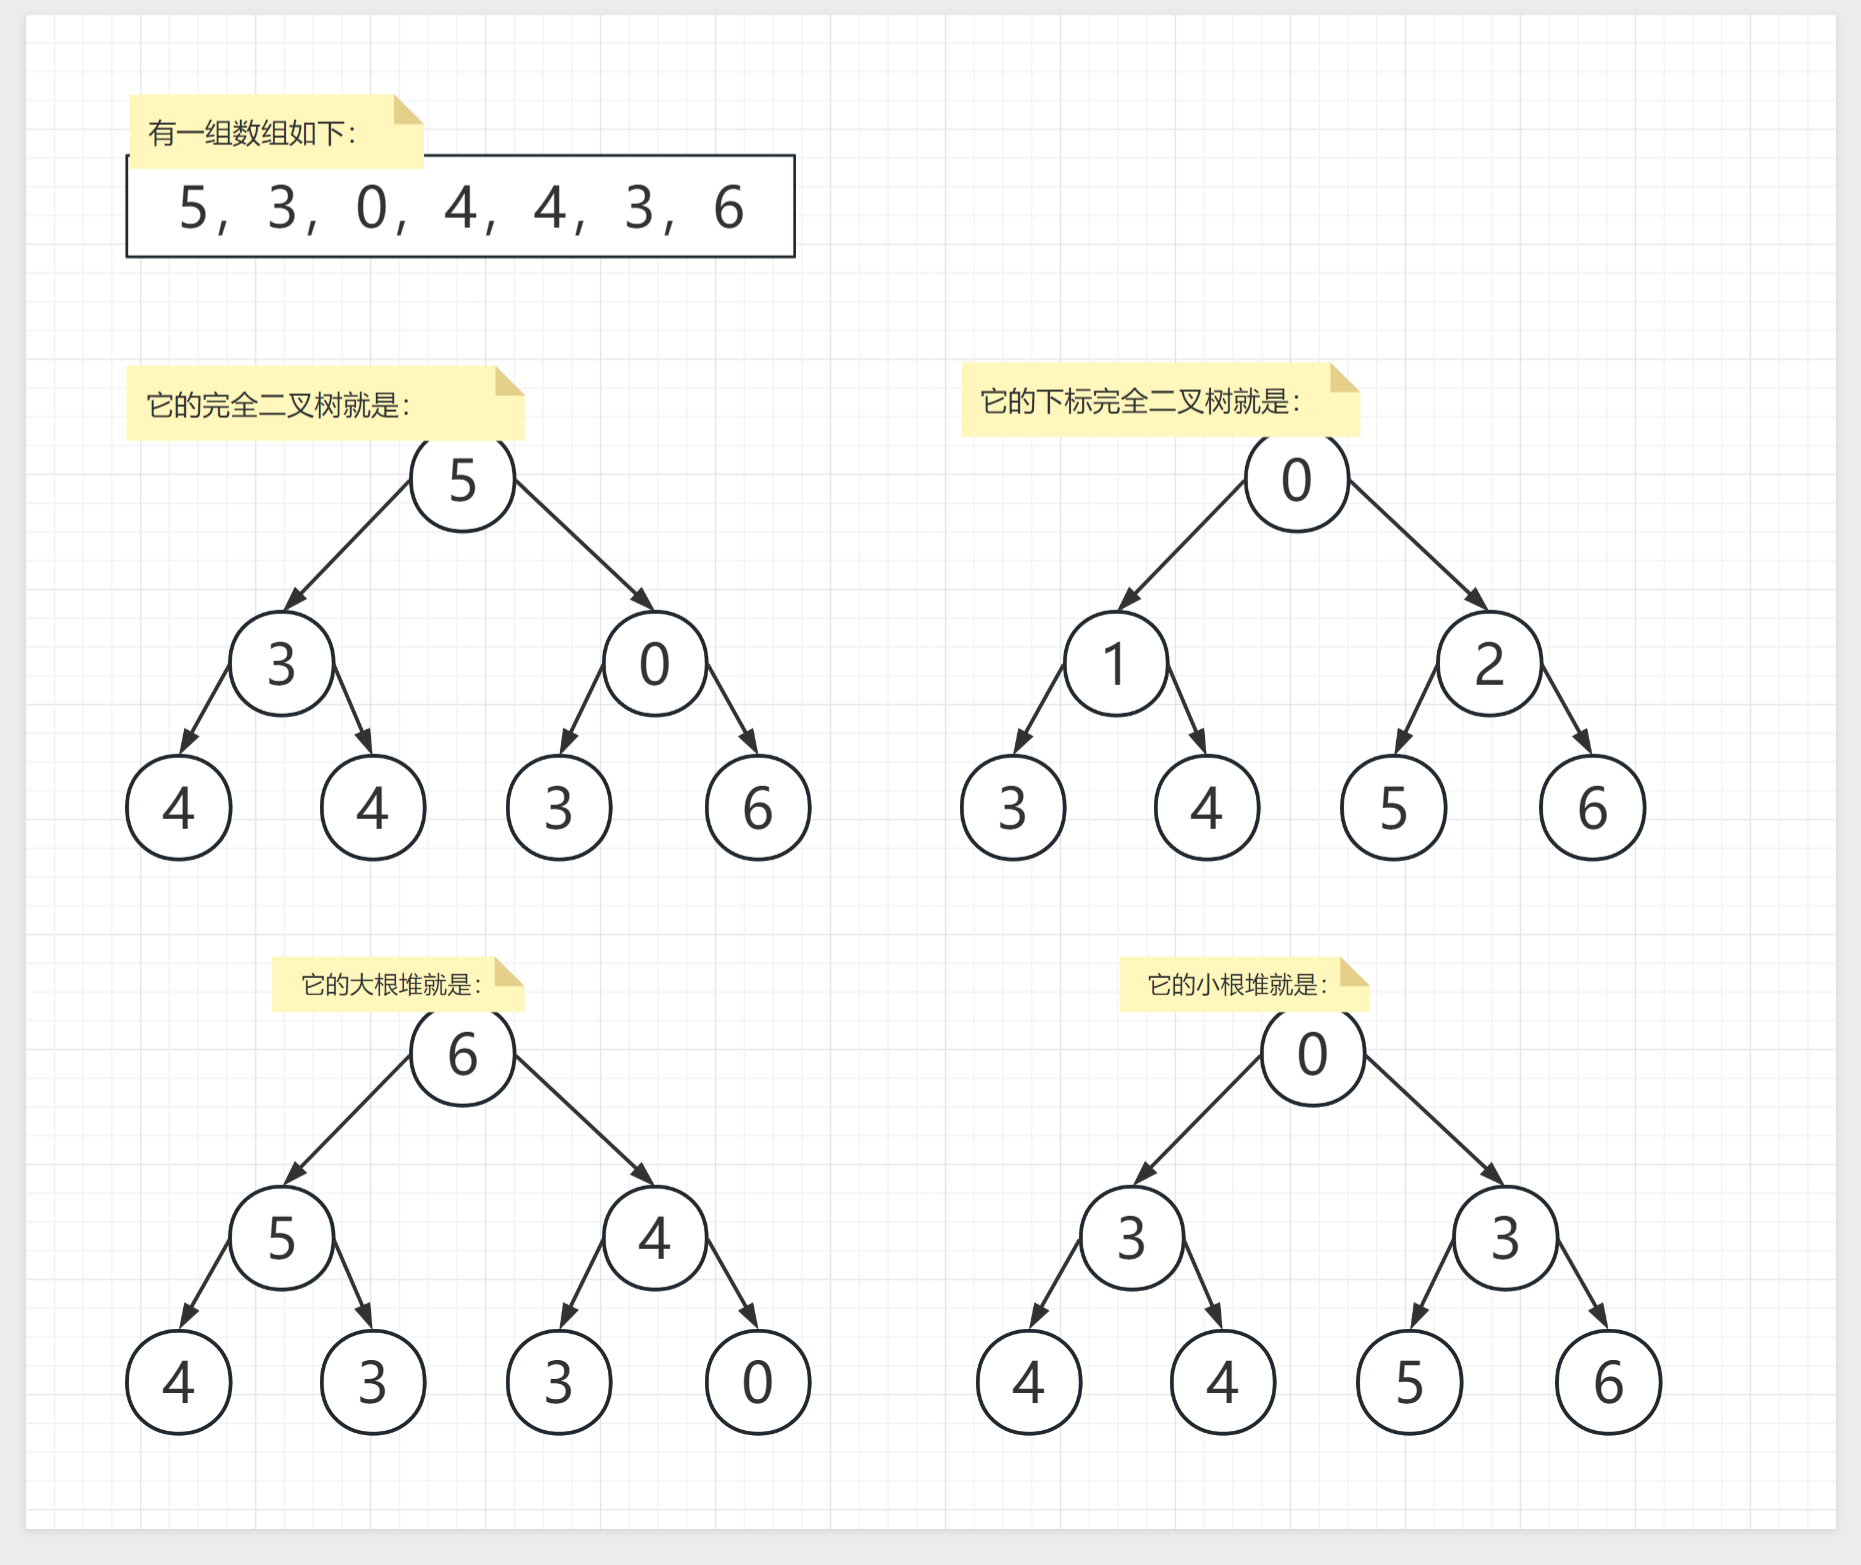 有一组数组如下：
5，3，0，4，4，3，6
它的完全二叉树就是：
5
3 0
4 4 3 6
它的下标完全二叉树就是：
0
1 2
3 4 5 6
它的大根堆就是：
6
5 4
4 3 3 0
它的小根堆就是：
0
3 3
4 4 5 6